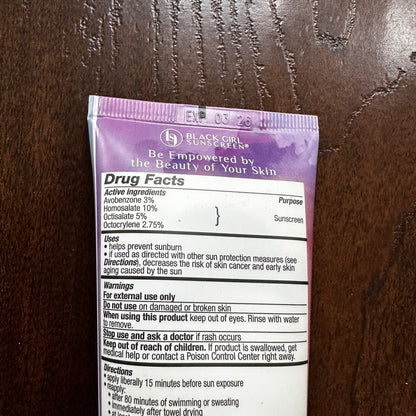 EXP 03 26
BLACK GIRL
SUNSCREEN®
Be Empowered by
the Beauty of Your Skin
Drug Facts
Active Ingredients Purpose
Avobenzone 3%
Homosalate 10%
Octisalate 5% } Sunscreen
Octocrylene 2.75%
Uses
• helps prevent sunburn
• if used as directed with other sun protection measures (see
Directions), decreases the risk of skin cancer and early skin
aging caused by the sun
Warnings
For external use only
Do not use on damaged or broken skin
When using this product keep out of eyes. Rinse with water
to remove.
Stop use and ask a doctor if rash occurs
Keep out of reach of children. If product is swallowed, get
medical help or contact a Poison Control Center right away.
Directions
• apply liberally 15 minutes before sun exposure
• reapply:
• after 80 minutes of swimming or sweating
• immediately after towel drying